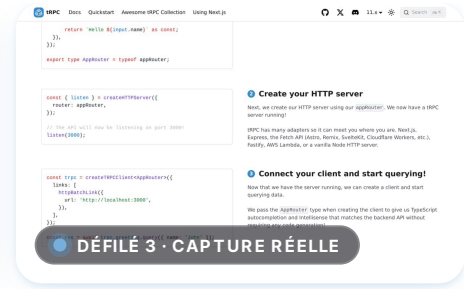 tRPC Docs Quickstart Awesome tRPC Collection Using Next.js 11.x Search
return `Hello ${input.name}` as const;
}),
});
export type AppRouter = typeof appRouter;
const { listen } = createHTTPServer({
router: appRouter,
});
// The API will now be listening on port 3000!
listen(3000);
2 Create your HTTP server
Next, we create our HTTP server using our appRouter. We now have a tRPC
server running!
tRPC has many adapters so it can meet you where you are. Next.js,
Express, the Fetch API (Astro, Remix, SvelteKit, Cloudflare Workers, etc.),
Fastify, AWS Lambda, or a vanilla Node HTTP server.
const trpc = createTRPCClient<AppRouter>({
links: [
httpBatchLink({
url: 'http://localhost:3000',
}),
],
});
3 Connect your client and start querying!
Now that we have the server running, we can create a client and start
querying data.
We pass the AppRouter type when creating the client to give us TypeScript
autocompletion and Intellisense that matches the backend API without
requiring any code generation!
DÉFILÉ 3 · CAPTURE RÉELLE